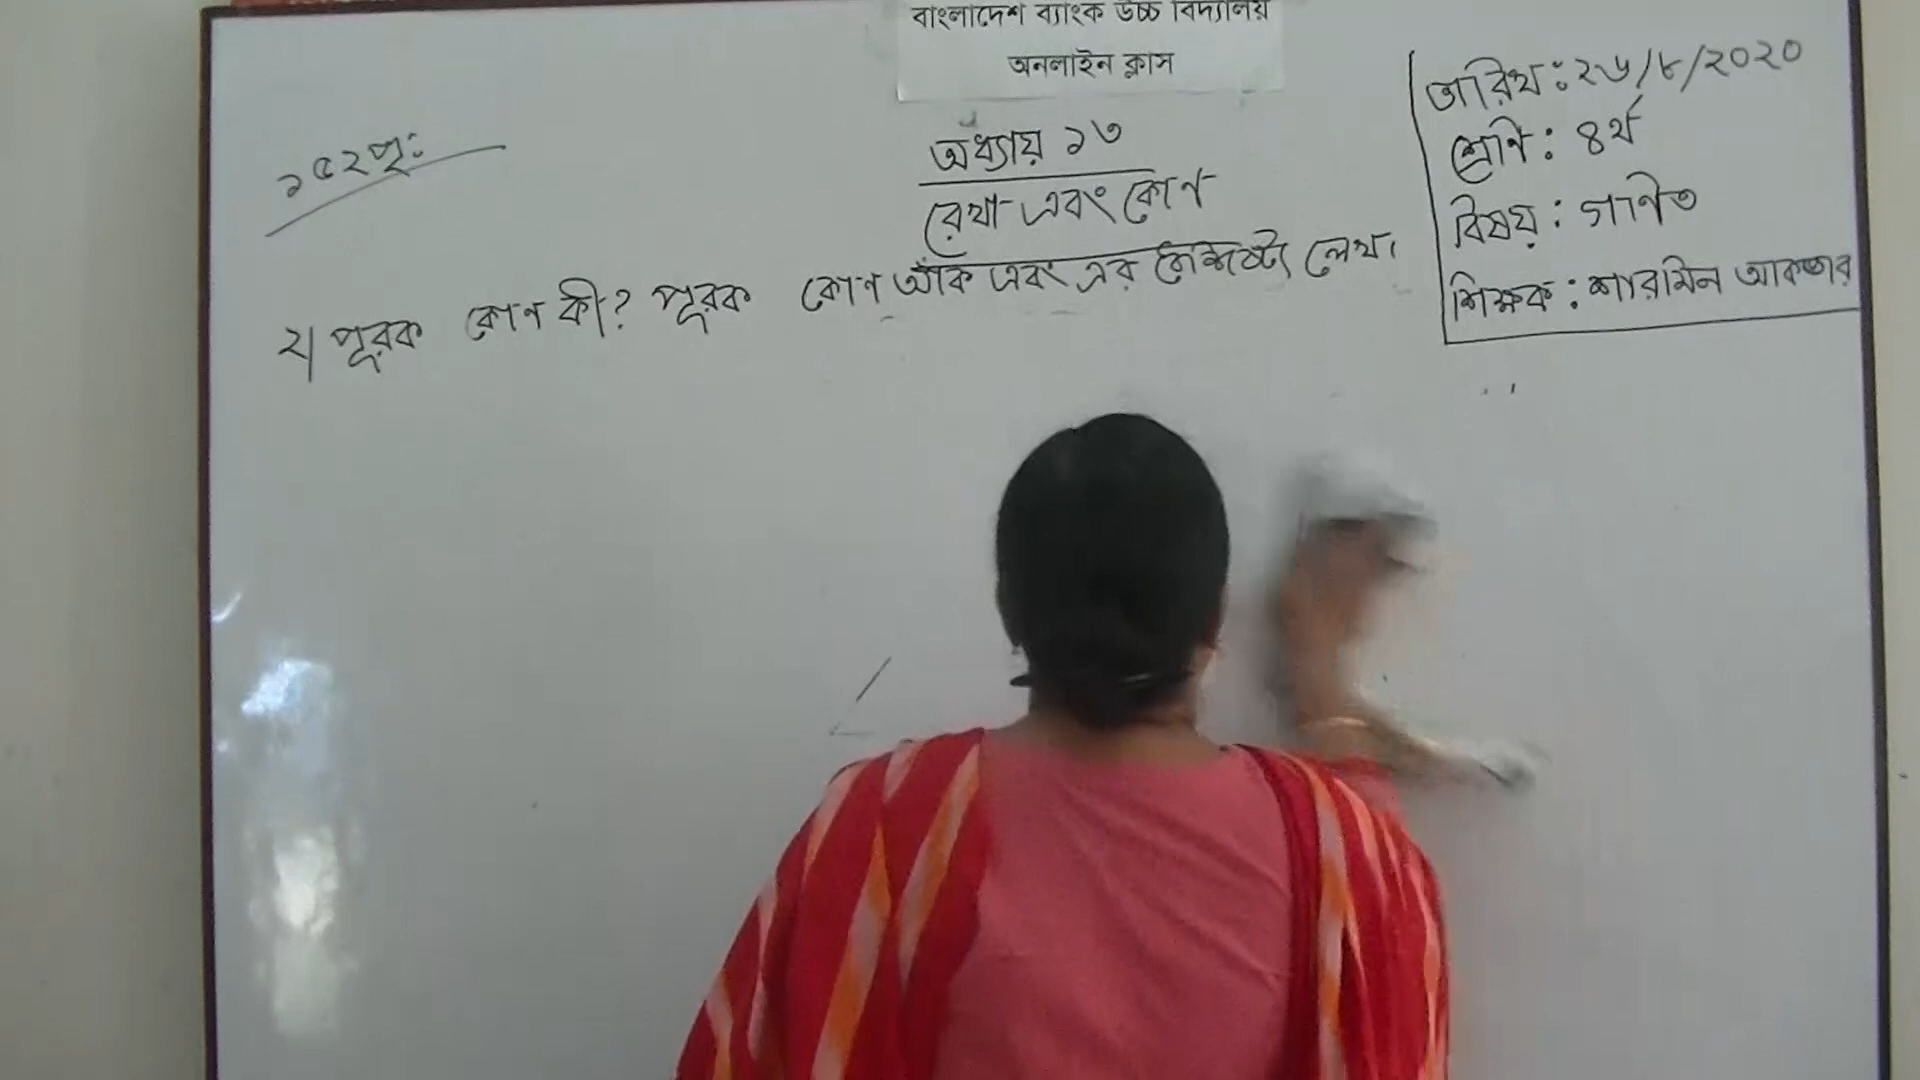 বাংলাদেশ ব্যাংক উচ্চ বিদ্যালয়
অনলাইন ক্লাস
তারিখ : ২৬/৮/২০২০
শ্রেণি : ৪র্থ
বিষয় : গণিত
শিক্ষক : শারমিন আকতার
১৫২পৃঃ
অধ্যায় ১৩
রেখা এবং কোণ
২| পূরক কোণ কী? পূরক কোণ আঁক এবং এর বৈশিষ্ট্য লেখ।